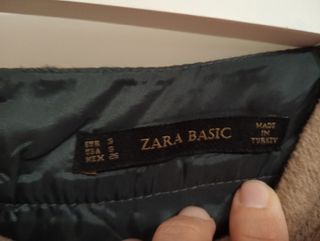 EUR S
USA S
MEX 26
ZARA BASIC
MADE
IN
TURKEY